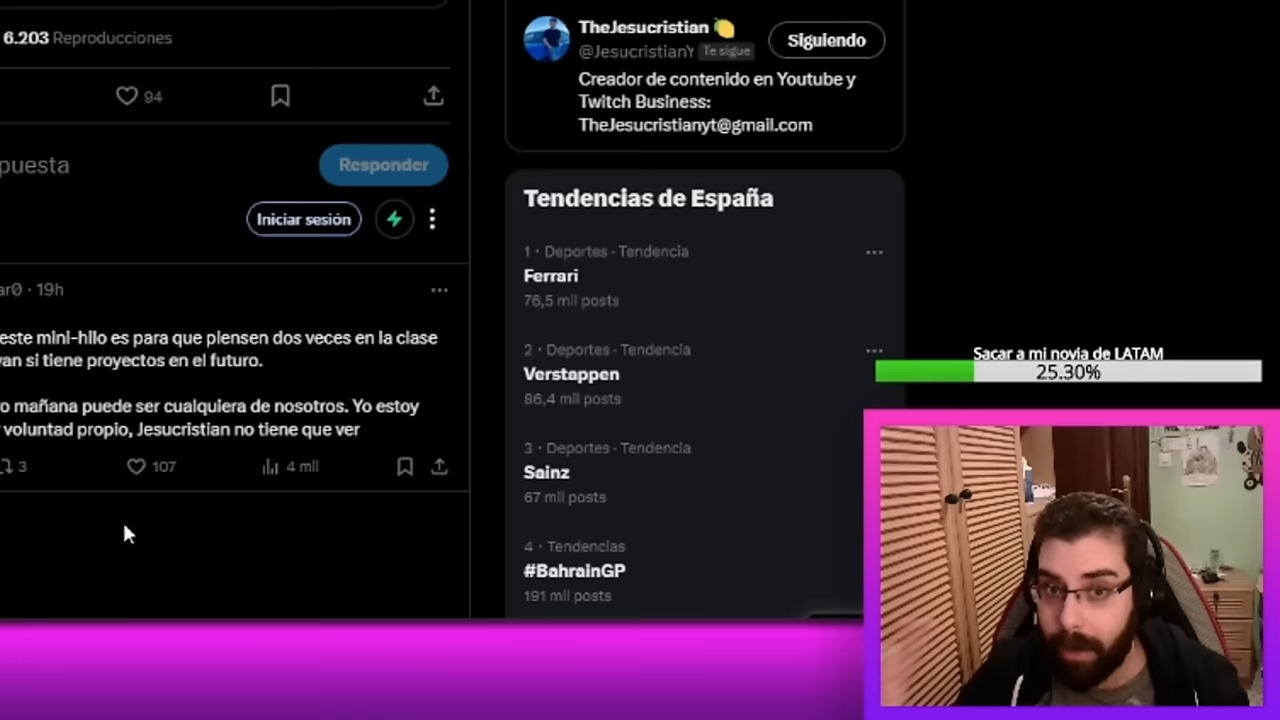 6.203 Reproducciones
94
puesta
Responder
Iniciar sesión
ar0 · 19h
este mini-hilo es para que piensen dos veces en la clase
van si tiene proyectos en el futuro.
o mañana puede ser cualquiera de nosotros. Yo estoy
voluntad propio, Jesucristian no tiene que ver
3
107
4 mil
TheJesucristian 🍋
@JesucristianY
Te sigue
Siguiendo
Creador de contenido en Youtube y
Twitch Business:
TheJesucristianyt@gmail.com
Tendencias de España
1 · Deportes · Tendencia
Ferrari
76,5 mil posts
2 · Deportes · Tendencia
Verstappen
86,4 mil posts
3 · Deportes · Tendencia
Sainz
67 mil posts
4 · Tendencias
#BahrainGP
191 mil posts
Sacar a mi novia de LATAM
25.30%